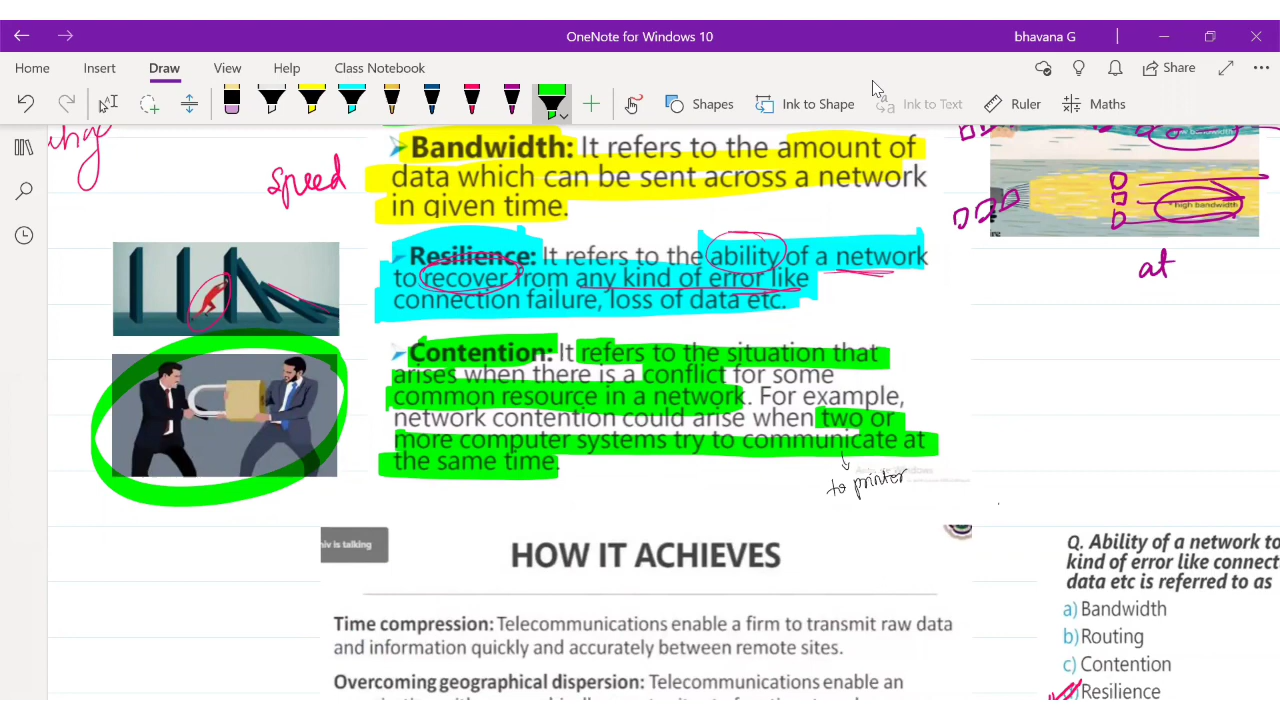 OneNote for Windows 10
bhavana G
Home Insert Draw View Help Class Notebook
Share
Shapes
Ink to Shape
Ink to Text
Ruler
Maths
Speed
Bandwidth: It refers to the amount of
data which can be sent across a network
in given time.
Resilience: It refers to the ability of a network
to recover from any kind of error like
connection failure, loss of data etc.
Contention: It refers to the situation that
arises when there is a conflict for some
common resource in a network. For example,
network contention could arise when two or
more computer systems try to communicate at
the same time.
to printer
low bandwidth
high bandwidth
at
niv is talking
HOW IT ACHIEVES
Time compression: Telecommunications enable a firm to transmit raw data
and information quickly and accurately between remote sites.
Overcoming geographical dispersion: Telecommunications enable an
Q. Ability of a network to
kind of error like connect
data etc is referred to as
a) Bandwidth
b) Routing
c) Contention
Resilience